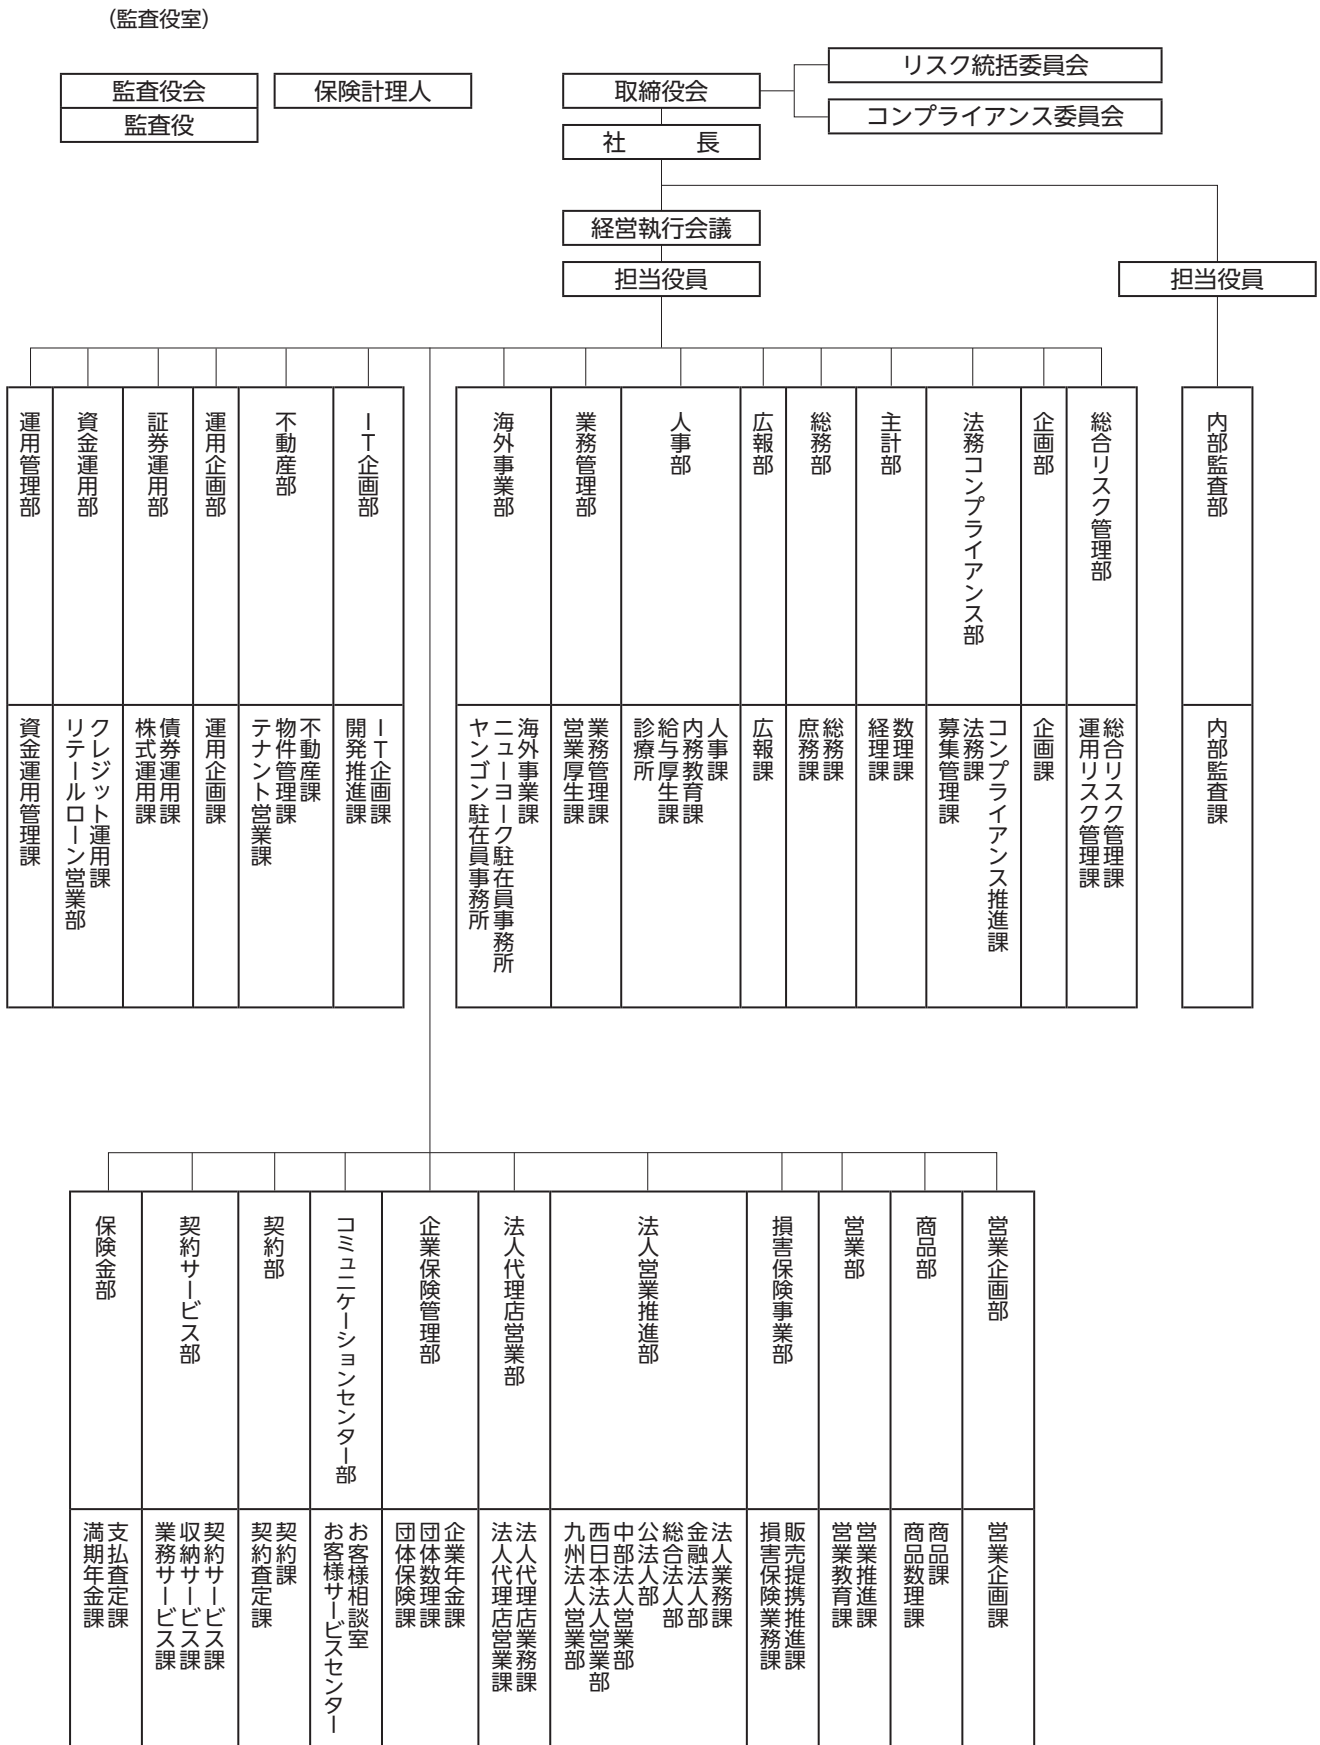 （監査役室）
監査役会
監査役
保険計理人
取締役会
社　長
リスク統括委員会
コンプライアンス委員会
経営執行会議
担当役員
担当役員
内部監査部
総合リスク管理部
企画部
法務コンプライアンス部
主計部
総務部
広報部
人事部
業務管理部
海外事業部
IT企画部
不動産部
運用企画部
証券運用部
資金運用部
運用管理部
内部監査課
総合リスク管理課
運用リスク管理課
企画課
コンプライアンス推進課
法務課
募集管理課
数理課
経理課
総務課
庶務課
広報課
人事課
内務教育課
給与厚生課
診療所
業務管理課
営業厚生課
海外事業課
ニューヨーク駐在員事務所
ヤンゴン駐在員事務所
IT企画課
開発推進課
不動産課
物件管理課
テナント営業課
運用企画課
債券運用課
株式運用課
クレジット運用課
リテールローン営業部
資金運用管理課
営業企画部
商品部
営業部
損害保険事業部
法人営業推進部
法人代理店営業部
企業保険管理部
コミュニケーションセンター部
契約部
契約サービス部
保険金部
営業企画課
商品課
商品数理課
営業推進課
営業教育課
販売提携推進課
損害保険業務課
法人業務課
金融法人部
総合法人部
公法人部
中部法人営業部
西日本法人営業部
九州法人営業部
法人代理店業務課
法人代理店営業課
企業年金課
団体数理課
団体保険課
お客様相談室
お客様サービスセンター
契約課
契約査定課
契約サービス課
収納サービス課
業務サービス課
支払査定課
満期年金課